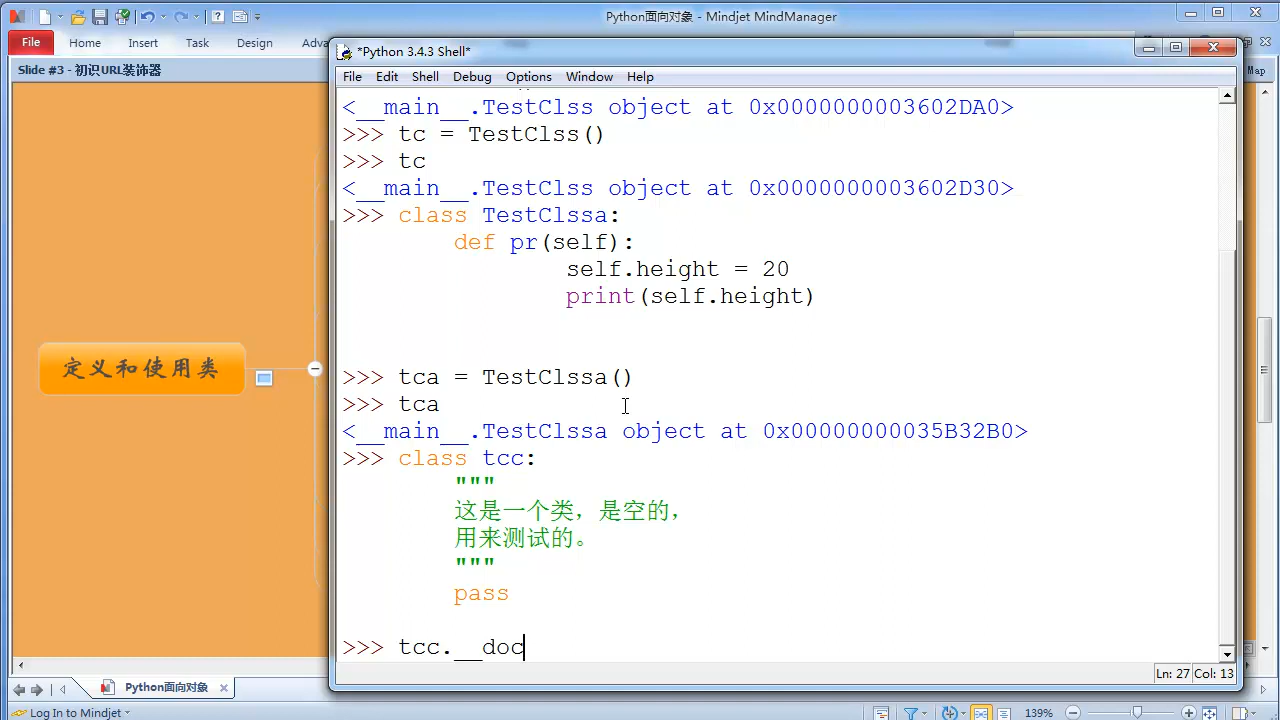 Python面向对象 - Mindjet MindManager
File Home Insert Task Design Adva
Slide #3 - 初识URL装饰器
Map
*Python 3.4.3 Shell*
File Edit Shell Debug Options Window Help
<__main__.TestClss object at 0x0000000003602DA0>
>>> tc = TestClss()
>>> tc
<__main__.TestClss object at 0x0000000003602D30>
>>> class TestClssa:
def pr(self):
self.height = 20
print(self.height)
定义和使用类
>>> tca = TestClssa()
>>> tca
<__main__.TestClssa object at 0x00000000035B32B0>
>>> class tcc:
"""
这是一个类，是空的，
用来测试的。
"""
pass
>>> tcc.__doc
Ln: 27 Col: 13
Python面向对象
Log In to Mindjet
139%